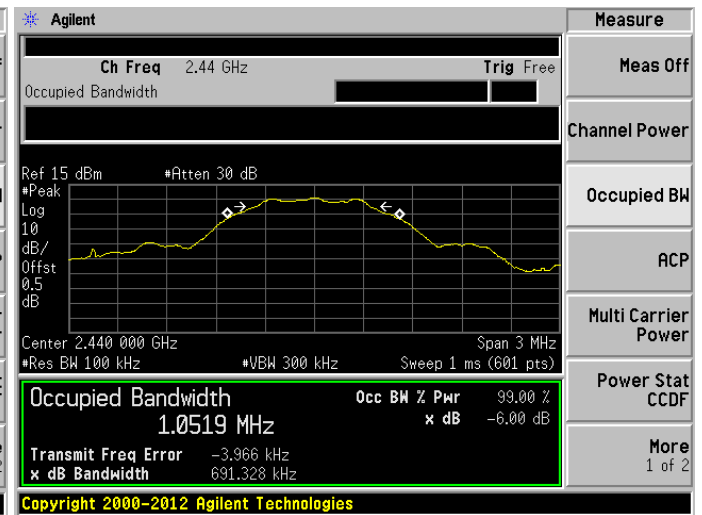 Agilent
Measure
Ch Freq 2.44 GHz Trig Free
Occupied Bandwidth
Meas Off
Channel Power
Ref 15 dBm #Atten 30 dB
#Peak
Log
10
dB/
Offst
0.5
dB
Occupied BW
ACP
Multi Carrier
Power
Center 2.440 000 GHz Span 3 MHz
#Res BW 100 kHz #VBW 300 kHz Sweep 1 ms (601 pts)
Occupied Bandwidth Occ BW % Pwr 99.00 %
1.0519 MHz x dB -6.00 dB
Transmit Freq Error -3.966 kHz
x dB Bandwidth 691.328 kHz
Power Stat
CCDF
More
1 of 2
Copyright 2000-2012 Agilent Technologies